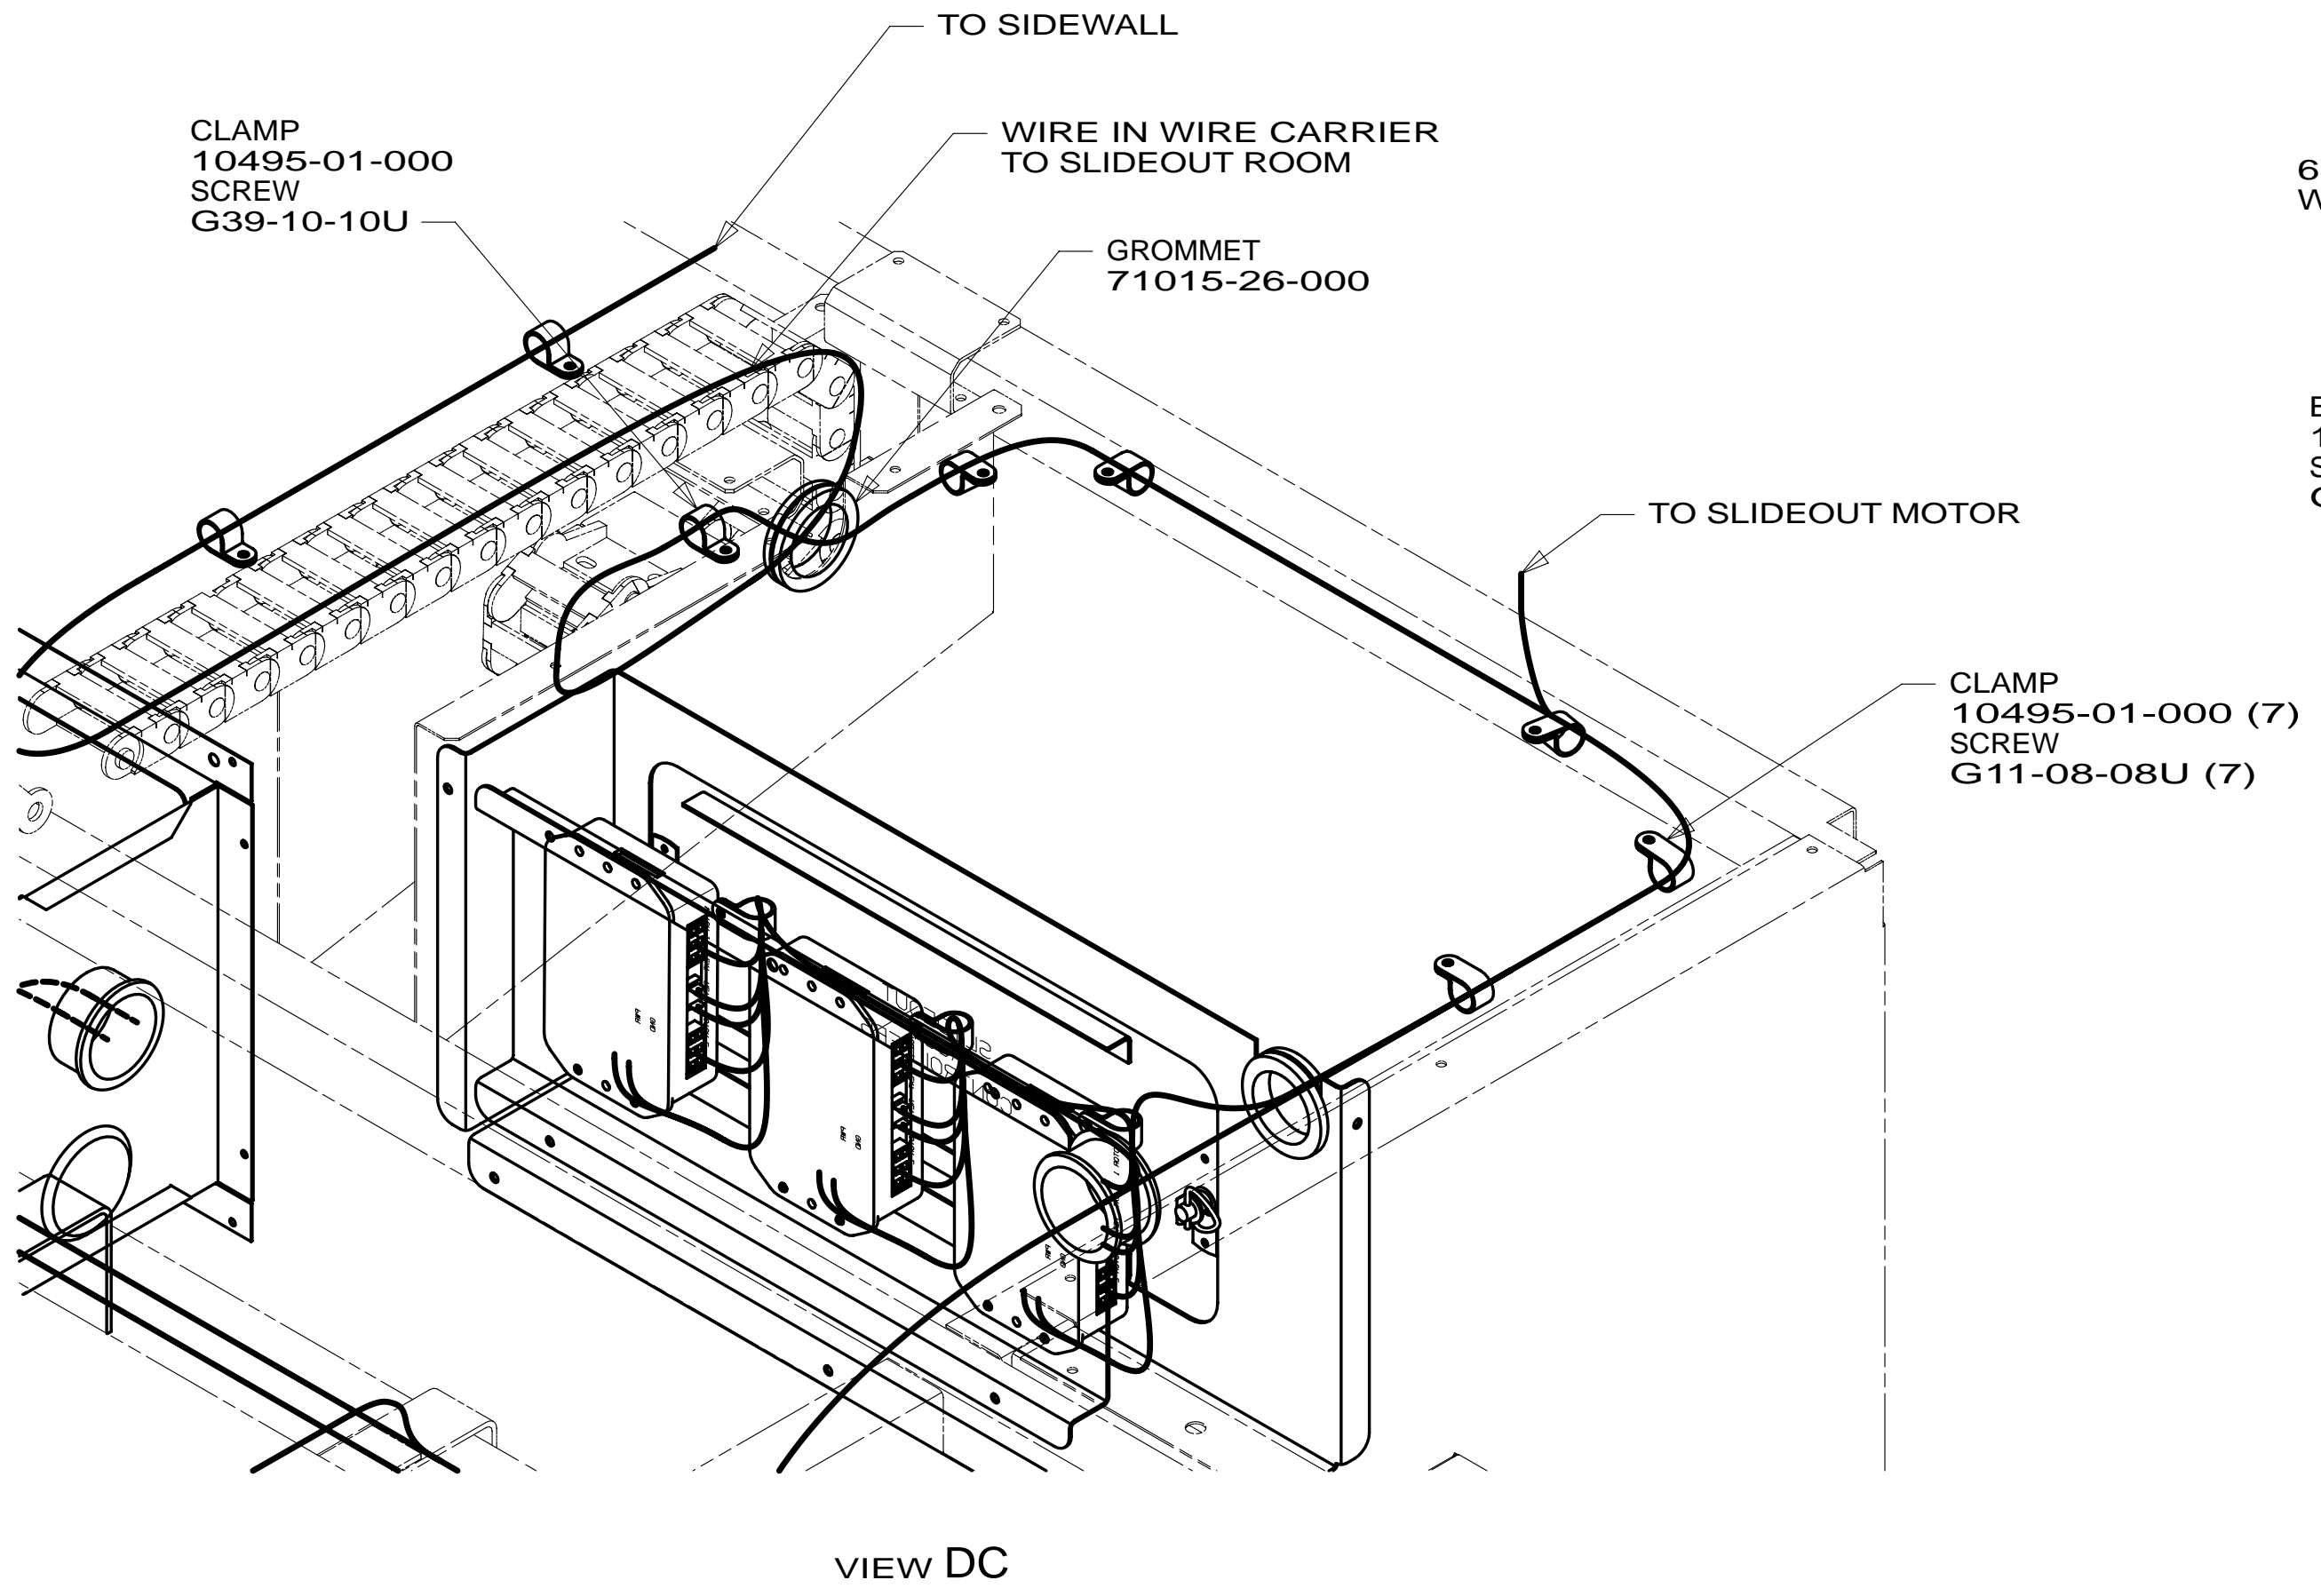 TO SIDEWALL
CLAMP
10495-01-000
SCREW
G39-10-10U
WIRE IN WIRE CARRIER
TO SLIDEOUT ROOM
GROMMET
71015-26-000
6
W
TO SLIDEOUT MOTOR
CLAMP
10495-01-000 (7)
SCREW
G11-08-08U (7)
VIEW DC